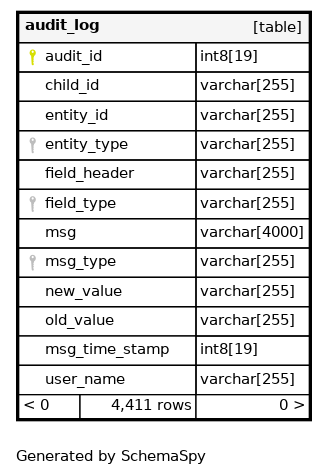 audit_log [table]
audit_id int8[19]
child_id varchar[255]
entity_id varchar[255]
entity_type varchar[255]
field_header varchar[255]
field_type varchar[255]
msg varchar[4000]
msg_type varchar[255]
new_value varchar[255]
old_value varchar[255]
msg_time_stamp int8[19]
user_name varchar[255]
< 0 4,411 rows 0 >
Generated by SchemaSpy